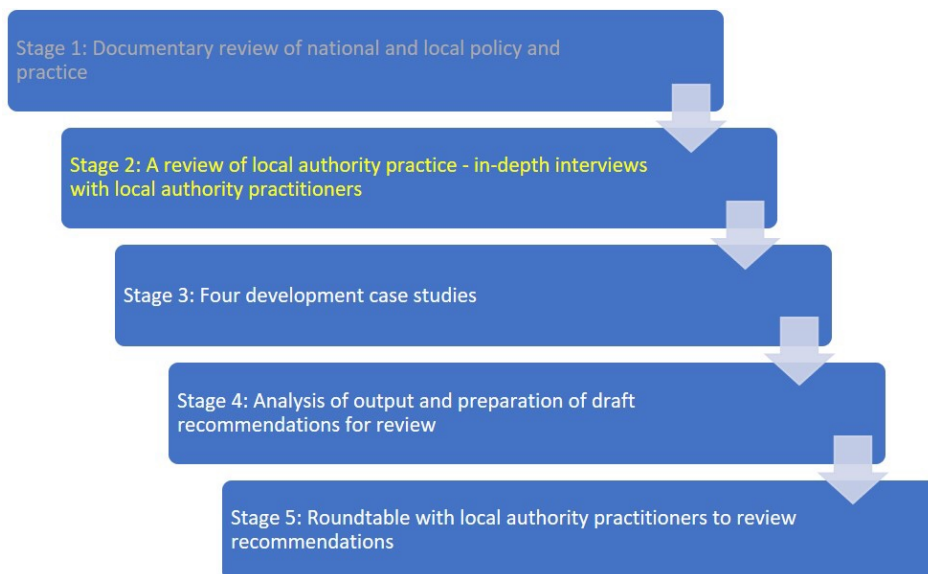 Stage 1: Documentary review of national and local policy and
practice
Stage 2: A review of local authority practice - in-depth interviews
with local authority practitioners
Stage 3: Four development case studies
Stage 4: Analysis of output and preparation of draft
recommendations for review
Stage 5: Roundtable with local authority practitioners to review
recommendations